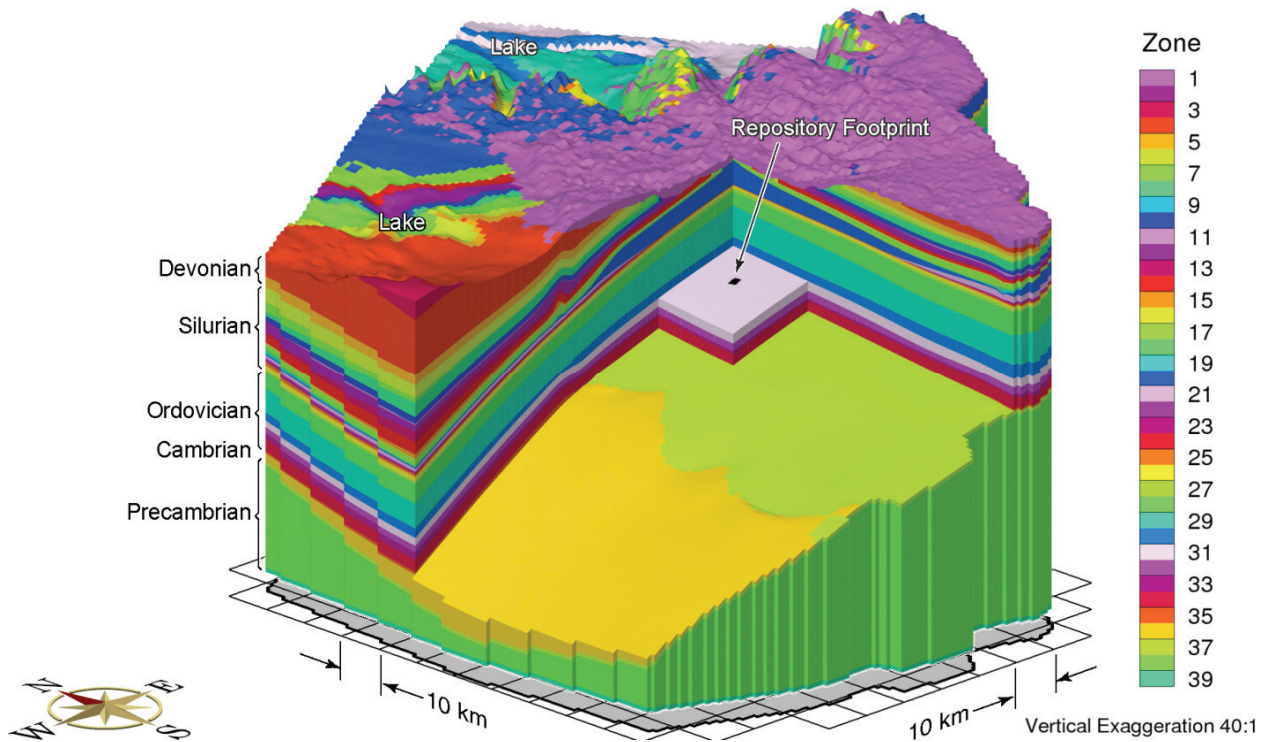 Lake
Zone
Repository Footprint
Lake
Devonian
Silurian
Ordovician
Cambrian
Precambrian
1
3
5
7
9
11
13
15
17
19
21
23
25
27
29
31
33
35
37
39
N
E
W
S
10 km
10 km
Vertical Exaggeration 40:1